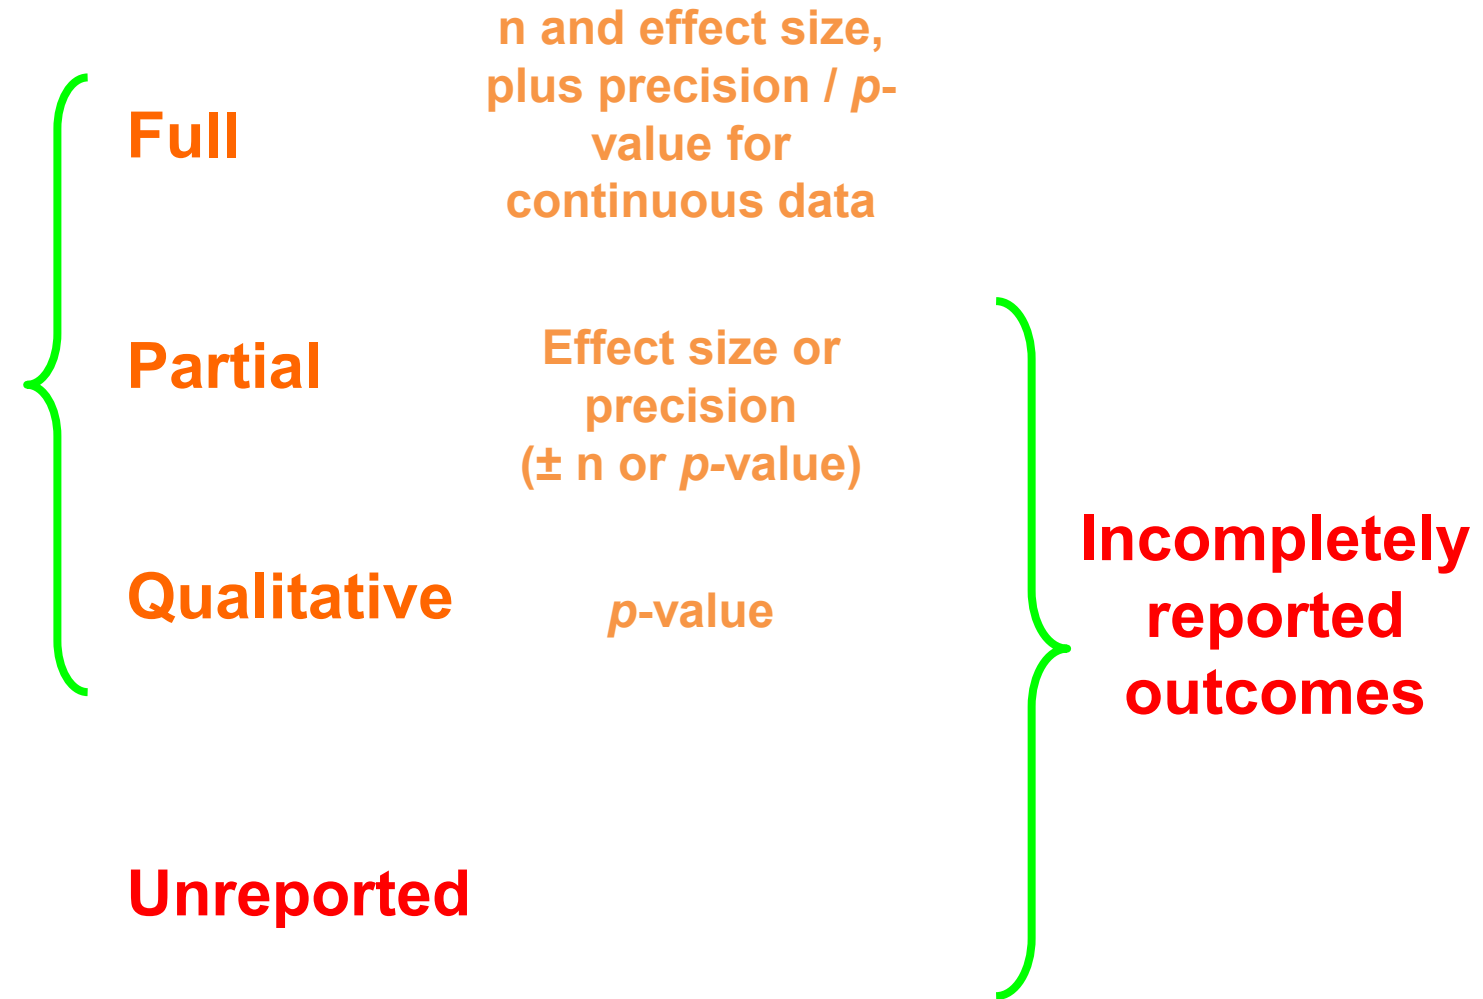 n and effect size,
plus precision / p-
value for
continuous data
Full
Partial
Effect size or
precision
(± n or p-value)
Qualitative
p-value
Incompletely
reported
outcomes
Unreported